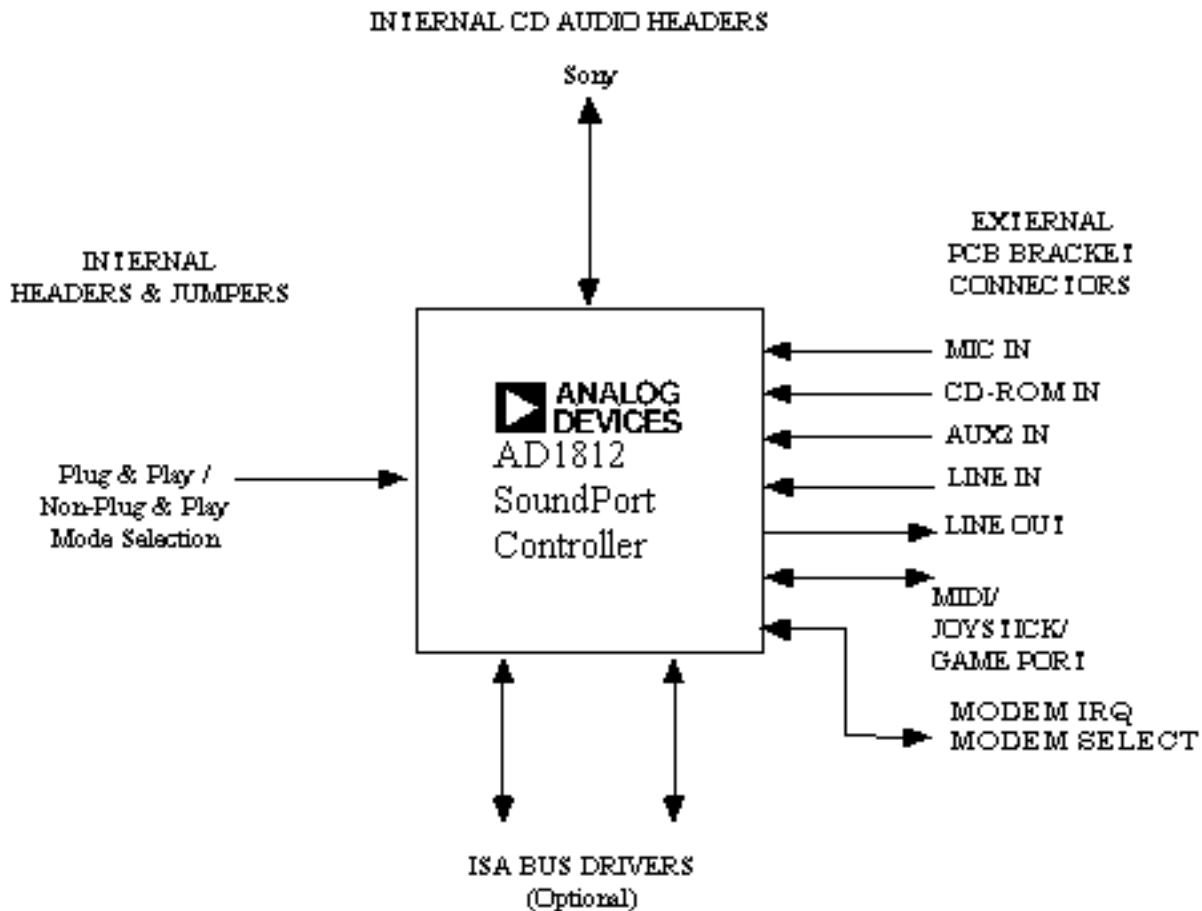 INTERNAL CD AUDIO HEADERS
Sony
INTERNAL
HEADERS & JUMPERS
EXTERNAL
PCB BRACKET
CONNECTORS
MIC IN
CD-ROM IN
AUX2 IN
LINE IN
LINE OUT
MIDI/
JOYSTICK/
GAME PORT
MODEM IRQ
MODEM SELECT
Plug & Play /
Non-Plug & Play
Mode Selection
ANALOG
DEVICES
AD1812
SoundPort
Controller
ISA BUS DRIVERS
(Optional)